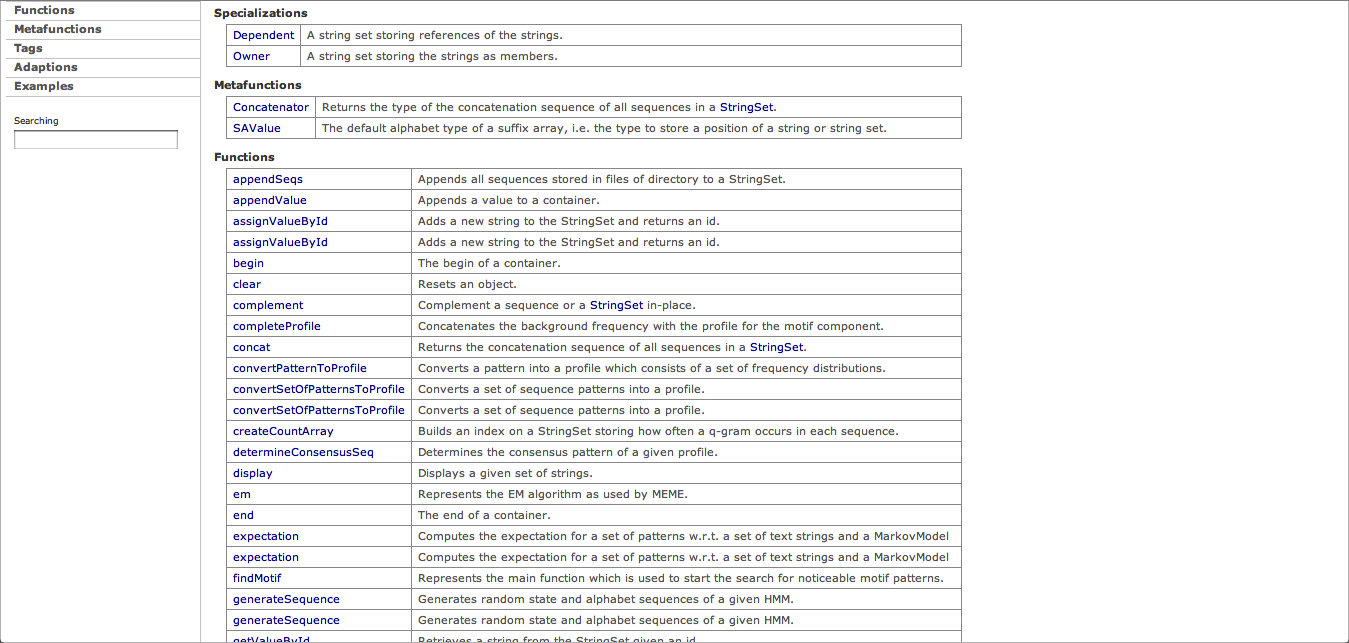 Functions
Metafunctions
Tags
Adaptions
Examples
Searching
Specializations
Dependent A string set storing references of the strings.
Owner A string set storing the strings as members.
Metafunctions
Concatenator Returns the type of the concatenation sequence of all sequences in a StringSet.
SAValue The default alphabet type of a suffix array, i.e. the type to store a position of a string or string set.
Functions
appendSeqs Appends all sequences stored in files of directory to a StringSet.
appendValue Appends a value to a container.
assignValueById Adds a new string to the StringSet and returns an id.
assignValueById Adds a new string to the StringSet and returns an id.
begin The begin of a container.
clear Resets an object.
complement Complement a sequence or a StringSet in-place.
completeProfile Concatenates the background frequency with the profile for the motif component.
concat Returns the concatenation sequence of all sequences in a StringSet.
convertPatternToProfile Converts a pattern into a profile which consists of a set of frequency distributions.
convertSetOfPatternsToProfile Converts a set of sequence patterns into a profile.
convertSetOfPatternsToProfile Converts a set of sequence patterns into a profile.
createCountArray Builds an index on a StringSet storing how often a q-gram occurs in each sequence.
determineConsensusSeq Determines the consensus pattern of a given profile.
display Displays a given set of strings.
em Represents the EM algorithm as used by MEME.
end The end of a container.
expectation Computes the expectation for a set of patterns w.r.t. a set of text strings and a MarkovModel
expectation Computes the expectation for a set of patterns w.r.t. a set of text strings and a MarkovModel
findMotif Represents the main function which is used to start the search for noticeable motif patterns.
generateSequence Generates random state and alphabet sequences of a given HMM.
generateSequence Generates random state and alphabet sequences of a given HMM.
getValueById Retrieves a string from the StringSet given an id.